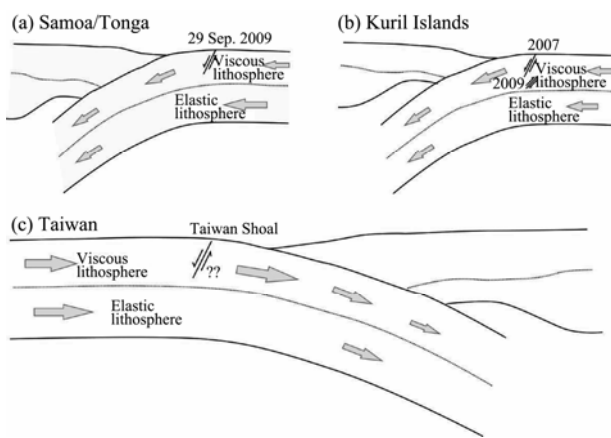 (a) Samoa/Tonga
29 Sep. 2009
Viscous
lithosphere
Elastic
lithosphere
(b) Kuril Islands
2007
Viscous
2009 lithosphere
Elastic
lithosphere
(c) Taiwan
Taiwan Shoal
Viscous
lithosphere
??
Elastic
lithosphere